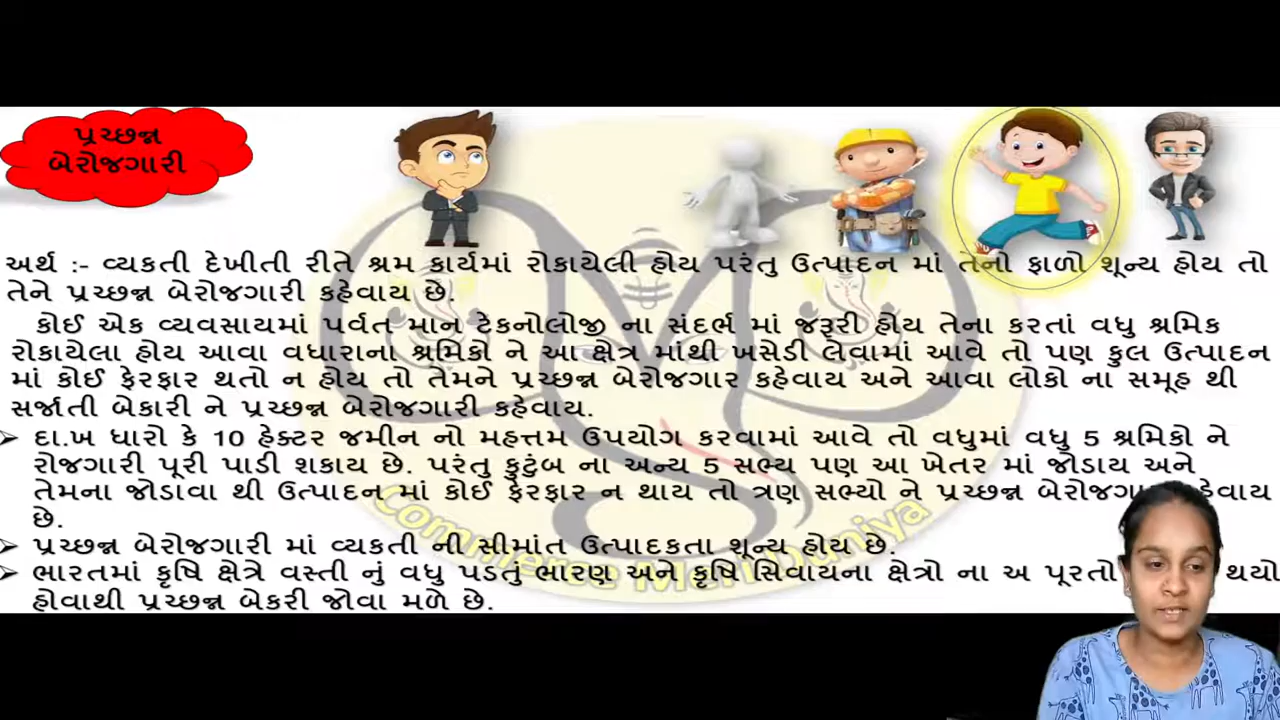 પ્રચ્છન્ન
બેરોજગારી
અર્થ :- વ્યકતી દેખીતી રીતે શ્રમ કાર્યમાં રોકાયેલી હોય પરંતુ ઉત્પાદન માં તેનો ફાળો શૂન્ય હોય તો
તેને પ્રચ્છન્ન બેરોજગારી કહેવાય છે.
કોઈ એક વ્યવસાયમાં પર્વત માન ટેકનોલોજી ના સંદર્ભ માં જરૂરી હોય તેના કરતાં વધુ શ્રમિક
રોકાયેલા હોય આવા વધારાના શ્રમિકો ને આ ક્ષેત્ર માંથી ખસેડી લેવામાં આવે તો પણ કુલ ઉત્પાદન
માં કોઈ ફેરફાર થતો ન હોય તો તેમને પ્રચ્છન્ન બેરોજગાર કહેવાય અને આવા લોકો ના સમૂહ થી
સર્જાતી બેકારી ને પ્રચ્છન્ન બેરોજગારી કહેવાય.
➢ દા.ખ ધારો કે 10 હેક્ટર જમીન નો મહત્તમ ઉપયોગ કરવામાં આવે તો વધુમાં વધુ 5 શ્રમિકો ને
રોજગારી પૂરી પાડી શકાય છે. પરંતુ કુટુંબ ના અન્ય 5 સભ્ય પણ આ ખેતર માં જોડાય અને
તેમના જોડાવા થી ઉત્પાદન માં કોઈ ફેરફાર ન થાય તો ત્રણ સભ્યો ને પ્રચ્છન્ન
છે.
➢ પ્રચ્છન્ન બેરોજગારી માં વ્યકતી ની સીમાંત ઉત્પાદકતા શૂન્ય હોય છે.
➢ ભારતમાં કૃષિ ક્ષેત્રે વસ્તી નું વધુ પડતું ભારણ અને કૃષિ સિવાયના ક્ષેત્રો ના અ પૂરતો થયો
હોવાથી પ્રચ્છન્ન બેકરી જોવા મળે છે.